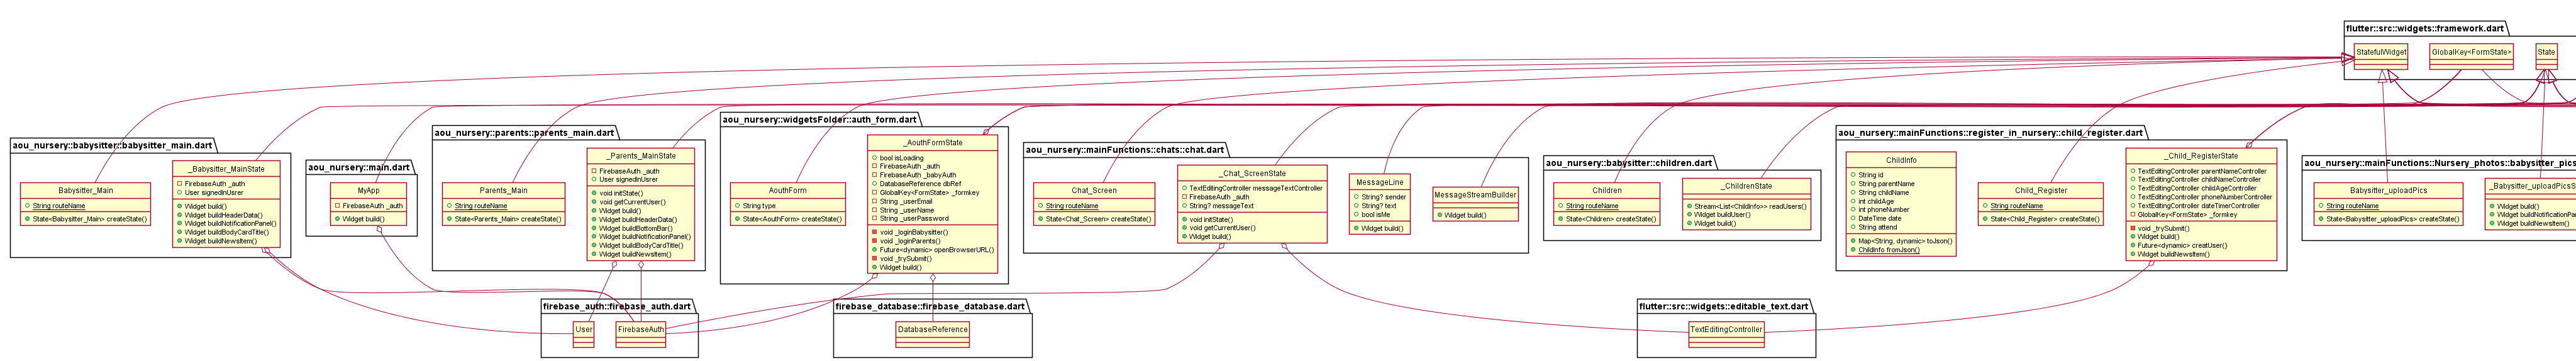 flutter::src::widgets::framework.dart
StatefulWidget
GlobalKey<FormState>
State
aou_nursery::babysitter::babysitter_main.dart
Babysitter_Main
String routeName
State<Babysitter_Main> createState()
_Babysitter_MainState
FirebaseAuth _auth
User signedInUsrer
Widget build()
Widget buildHeaderData()
Widget buildNotificationPanel()
Widget buildBodyCardTitle()
Widget buildNewsItem()
aou_nursery::main.dart
MyApp
FirebaseAuth _auth
Widget build()
aou_nursery::parents::parents_main.dart
Parents_Main
String routeName
State<Parents_Main> createState()
_Parents_MainState
FirebaseAuth _auth
User signedInUsrer
void initState()
void getCurrentUser()
Widget build()
Widget buildHeaderData()
Widget buildBottomBar()
Widget buildNotificationPanel()
Widget buildBodyCardTitle()
Widget buildNewsItem()
aou_nursery::widgetsFolder::auth_form.dart
AouthForm
String type
State<AouthForm> createState()
_AouthFormState
bool isLoading
FirebaseAuth _auth
FirebaseAuth _babyAuth
DatabaseReference dbRef
GlobalKey<FormState> _formkey
String _userEmail
String _userName
String _userPassword
void _loginBabysitter()
void _loginParents()
Future<dynamic> openBrowserURL()
void _trySubmit()
Widget build()
aou_nursery::mainFunctions::chats::chat.dart
Chat_Screen
String routeName
State<Chat_Screen> createState()
_Chat_ScreenState
TextEditingController messageTextController
FirebaseAuth _auth
String? messageText
void initState()
void getCurrentUser()
Widget build()
MessageLine
String? sender
String? text
bool isMe
Widget build()
MessageStreamBuilder
Widget build()
aou_nursery::babysitter::children.dart
Children
String routeName
State<Children> createState()
_ChildrenState
Stream<List<ChildInfo>> readUsers()
Widget buildUser()
Widget build()
aou_nursery::mainFunctions::register_in_nursery::child_register.dart
ChildInfo
String id
String parentName
String childName
int childAge
int phoneNumber
DateTime date
String attend
Map<String, dynamic> toJson()
ChildInfo fromJson()
Child_Register
String routeName
State<Child_Register> createState()
_Child_RegisterState
TextEditingController parentNameController
TextEditingController childNameController
TextEditingController childAgeController
TextEditingController phoneNumberController
TextEditingController dateTimerController
GlobalKey<FormState> _formkey
void _trySubmit()
Widget build()
Future<dynamic> creatUser()
Widget buildNewsItem()
aou_nursery::mainFunctions::Nursery_photos::babysitter_pics
Babysitter_uploadPics
String routeName
State<Babysitter_uploadPics> createState()
_Babysitter_uploadPicsS
Widget build()
Widget buildNotificationPa
Widget buildNewsItem()
firebase_auth::firebase_auth.dart
User
FirebaseAuth
firebase_database::firebase_database.dart
DatabaseReference
flutter::src::widgets::editable_text.dart
TextEditingController